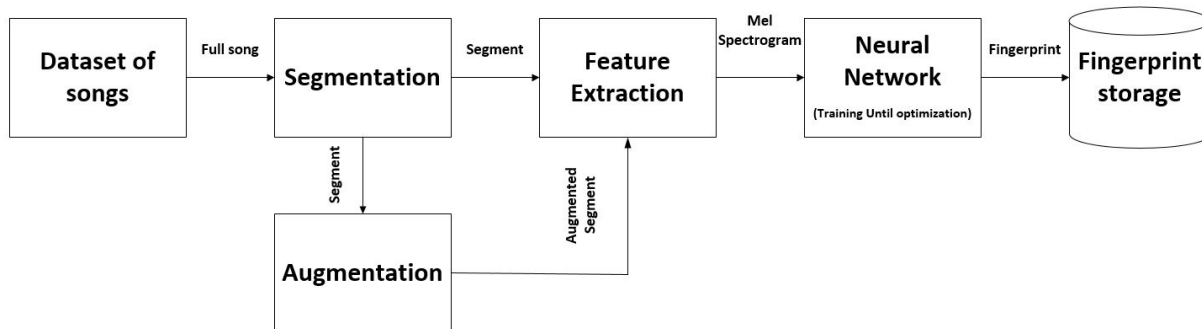 Dataset of
songs
Full song
Segmentation
Segment
Feature
Extraction
Mel
Spectrogram
Neural
Network
(Training Until optimization)
Fingerprint
Fingerprint
storage
Segment
Augmentation
Augmented
Segment